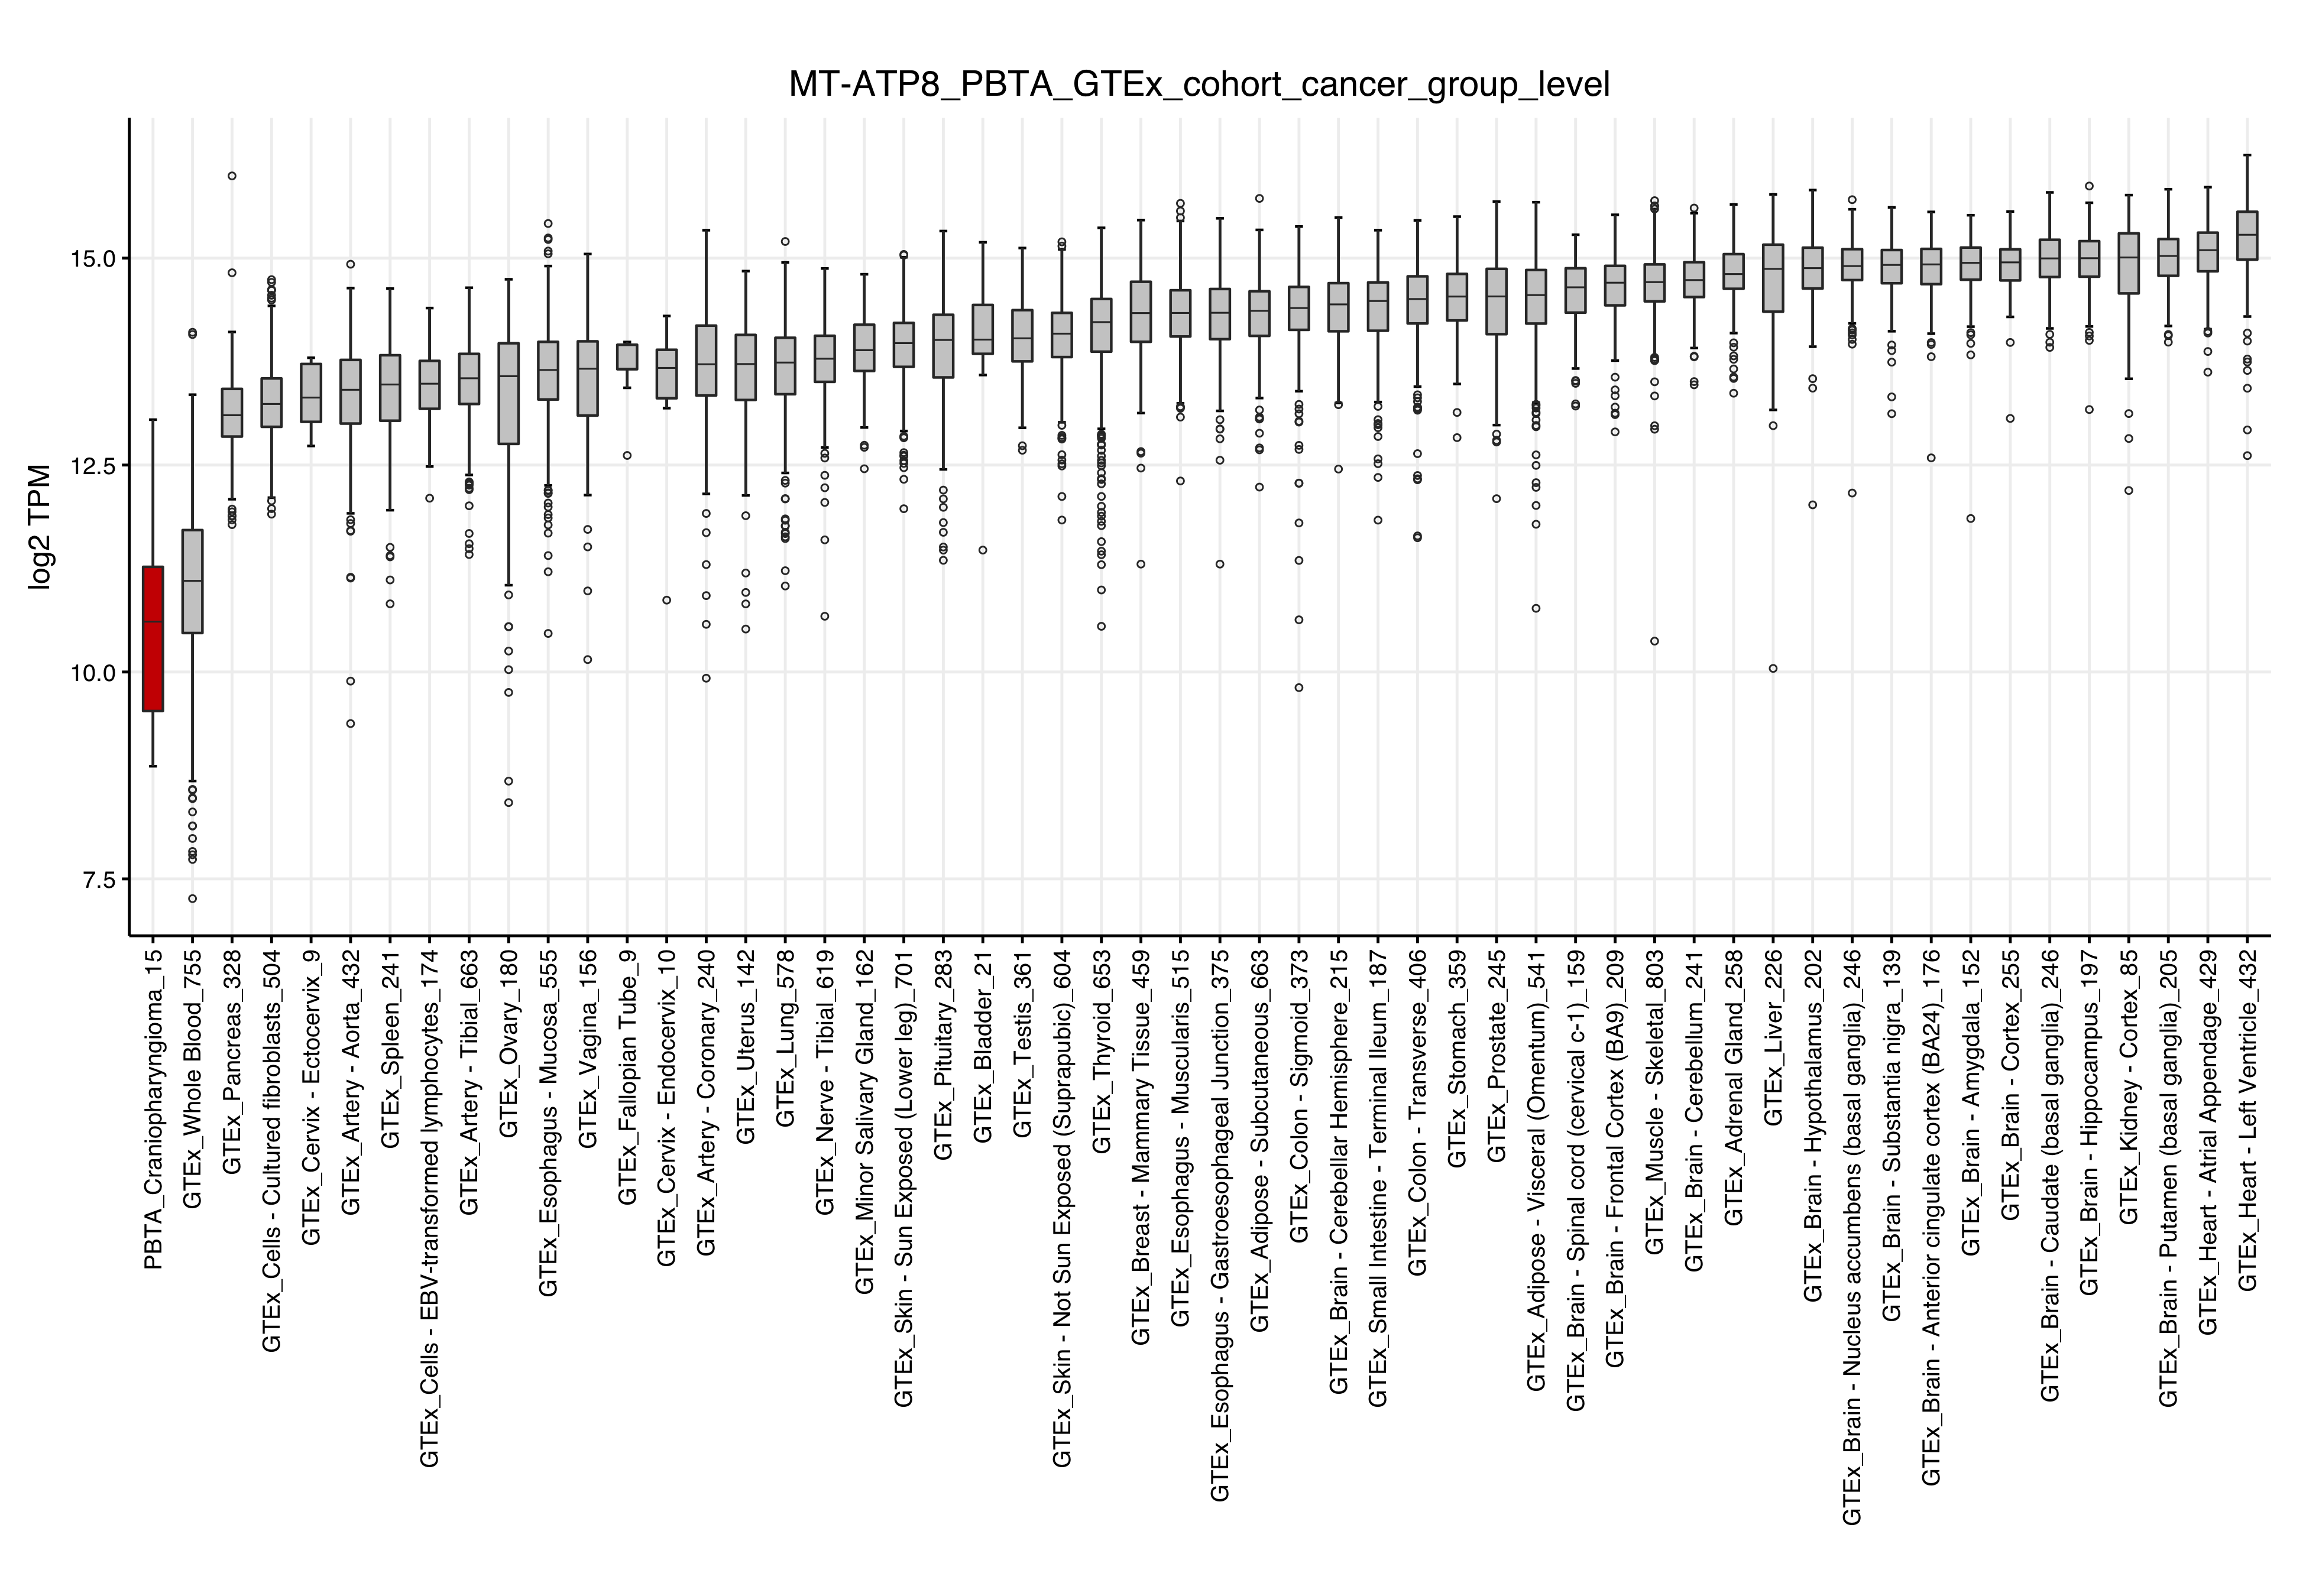 MT-ATP8_PBTA_GTEx_cohort_cancer_group_level
log2 TPM
15.0
12.5
10.0
7.5
PBTA_Craniopharyngioma_15
GTEx_Whole Blood_755
GTEx_Pancreas_328
GTEx_Cells - Cultured fibroblasts_504
GTEx_Cervix - Ectocervix_9
GTEx_Artery - Aorta_432
GTEx_Spleen_241
GTEx_Cells - EBV-transformed lymphocytes_174
GTEx_Artery - Tibial_663
GTEx_Ovary_180
GTEx_Esophagus - Mucosa_555
GTEx_Vagina_156
GTEx_Fallopian Tube_9
GTEx_Cervix - Endocervix_10
GTEx_Artery - Coronary_240
GTEx_Uterus_142
GTEx_Lung_578
GTEx_Nerve - Tibial_619
GTEx_Minor Salivary Gland_162
GTEx_Skin - Sun Exposed (Lower leg)_701
GTEx_Pituitary_283
GTEx_Bladder_21
GTEx_Testis_361
GTEx_Skin - Not Sun Exposed (Suprapubic)_604
GTEx_Thyroid_653
GTEx_Breast - Mammary Tissue_459
GTEx_Esophagus - Muscularis_515
GTEx_Esophagus - Gastroesophageal Junction_375
GTEx_Adipose - Subcutaneous_663
GTEx_Colon - Sigmoid_373
GTEx_Brain - Cerebellar Hemisphere_215
GTEx_Small Intestine - Terminal Ileum_187
GTEx_Colon - Transverse_406
GTEx_Stomach_359
GTEx_Prostate_245
GTEx_Adipose - Visceral (Omentum)_541
GTEx_Brain - Spinal cord (cervical c-1)_159
GTEx_Brain - Frontal Cortex (BA9)_209
GTEx_Muscle - Skeletal_803
GTEx_Brain - Cerebellum_241
GTEx_Adrenal Gland_258
GTEx_Liver_226
GTEx_Brain - Hypothalamus_202
GTEx_Brain - Nucleus accumbens (basal ganglia)_246
GTEx_Brain - Substantia nigra_139
GTEx_Brain - Anterior cingulate cortex (BA24)_176
GTEx_Brain - Amygdala_152
GTEx_Brain - Cortex_255
GTEx_Brain - Caudate (basal ganglia)_246
GTEx_Brain - Hippocampus_197
GTEx_Kidney - Cortex_85
GTEx_Brain - Putamen (basal ganglia)_205
GTEx_Heart - Atrial Appendage_429
GTEx_Heart - Left Ventricle_432